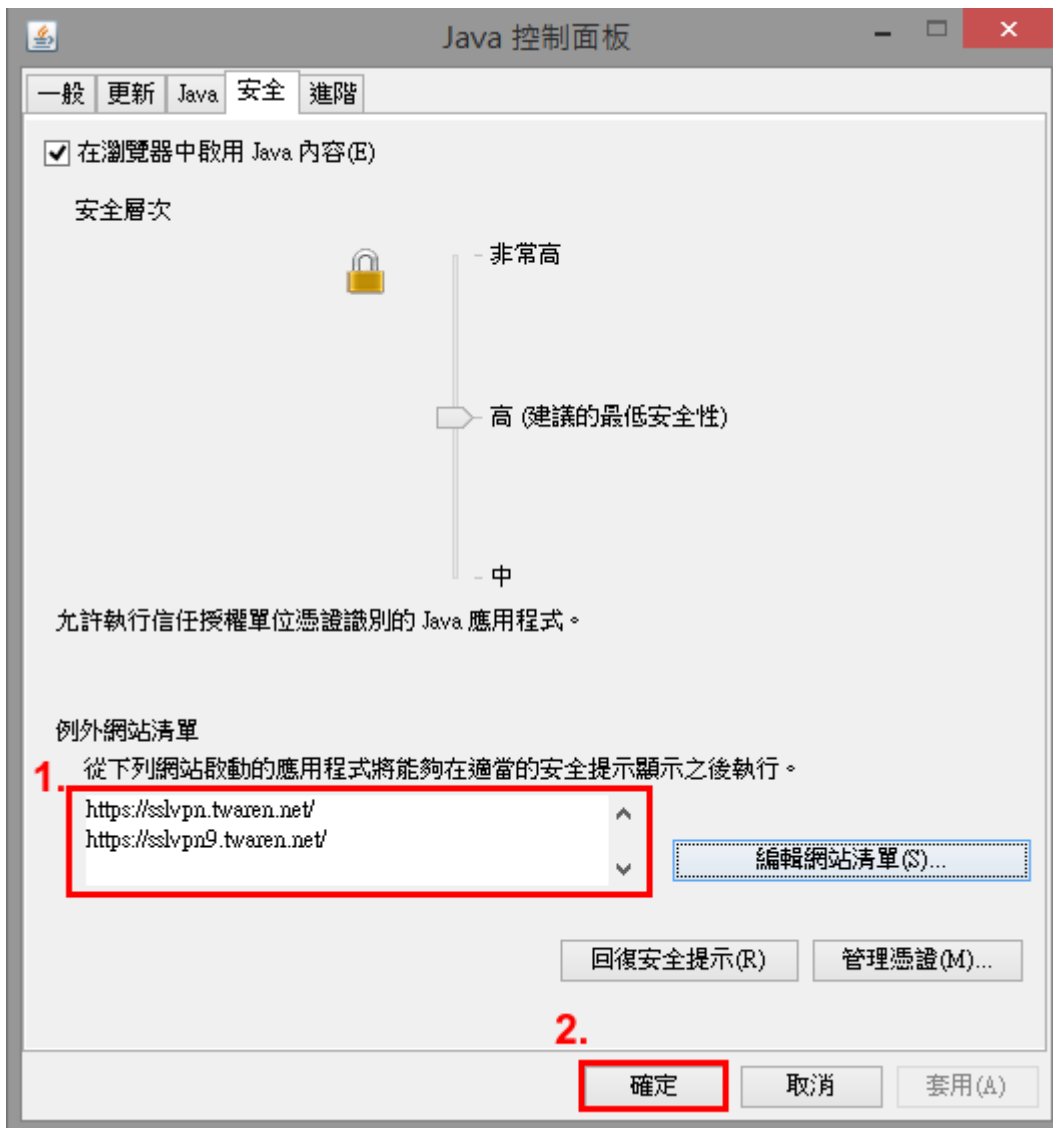 Java 控制面板
一般 更新 Java 安全 進階
在瀏覽器中啟用 Java 內容(E)
安全層次
非常高
高 (建議的最低安全性)
中
允許執行信任授權單位憑證識別的 Java 應用程式。
例外網站清單
1. 從下列網站啟動的應用程式將能夠在適當的安全提示顯示之後執行。
https://sslvpn.twaren.net/
https://sslvpn9.twaren.net/
編輯網站清單(S)...
回復安全提示(R) 管理憑證(M)...
2.
確定 取消 套用(A)